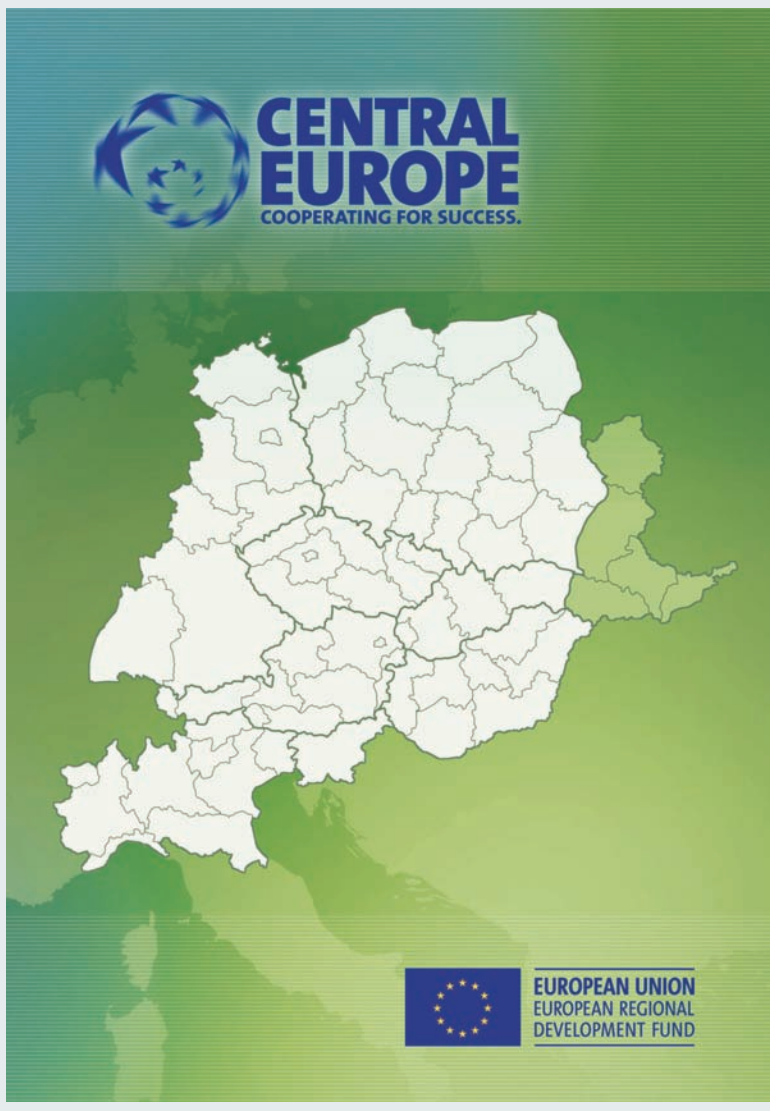 CENTRAL
EUROPE
COOPERATING FOR SUCCESS.
EUROPEAN UNION
EUROPEAN REGIONAL
DEVELOPMENT FUND